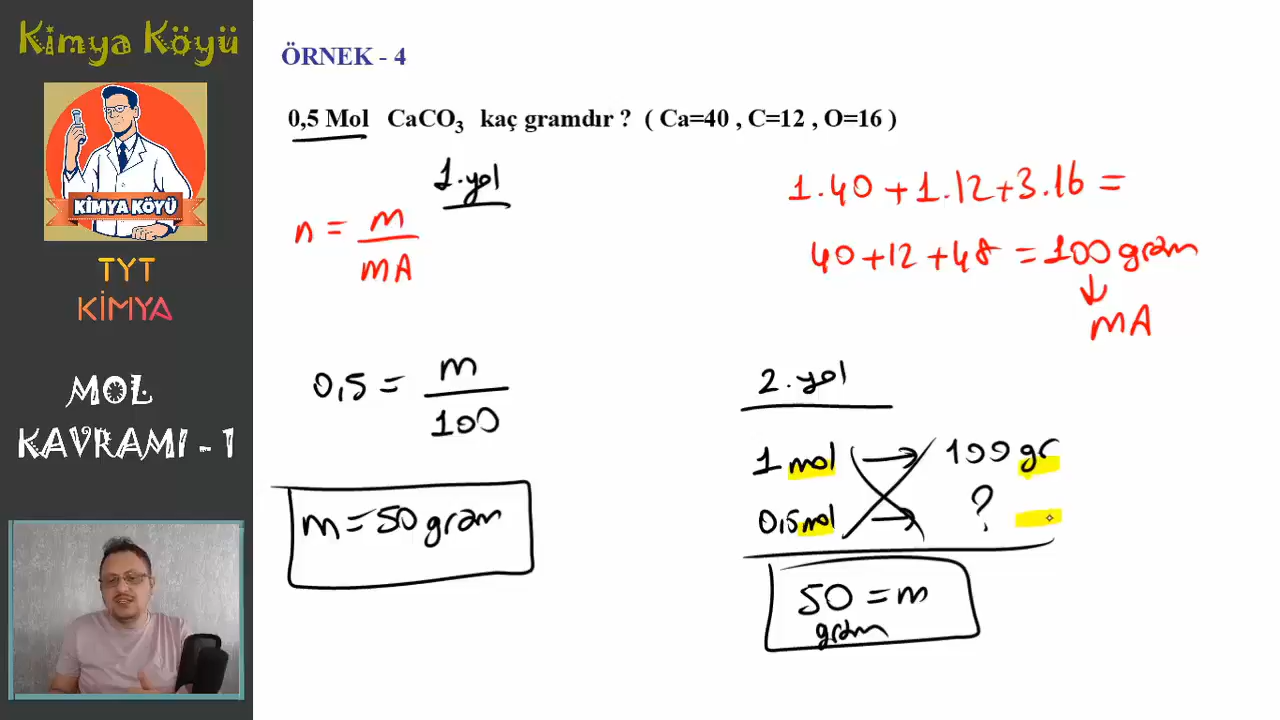 Kimya Köyü
KİMYA KÖYÜ
TYT
KİMYA
MOL
KAVRAMI - 1
ÖRNEK - 4
0,5 Mol CaCO₃ kaç gramdır ? ( Ca=40 , C=12 , O=16 )
1.yol
n = m / mA
1.40+1.12+3.16 =
40+12+48 = 100 gram
↓
mA
0,5 = m / 100
m = 50 gram
2.yol
1 mol → 100 gr
0,5 mol → ?
50 = m
gram